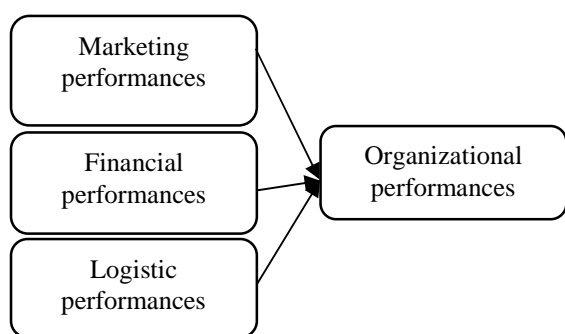 Marketing
performances
Financial
performances
Logistic
performances
Organizational
performances